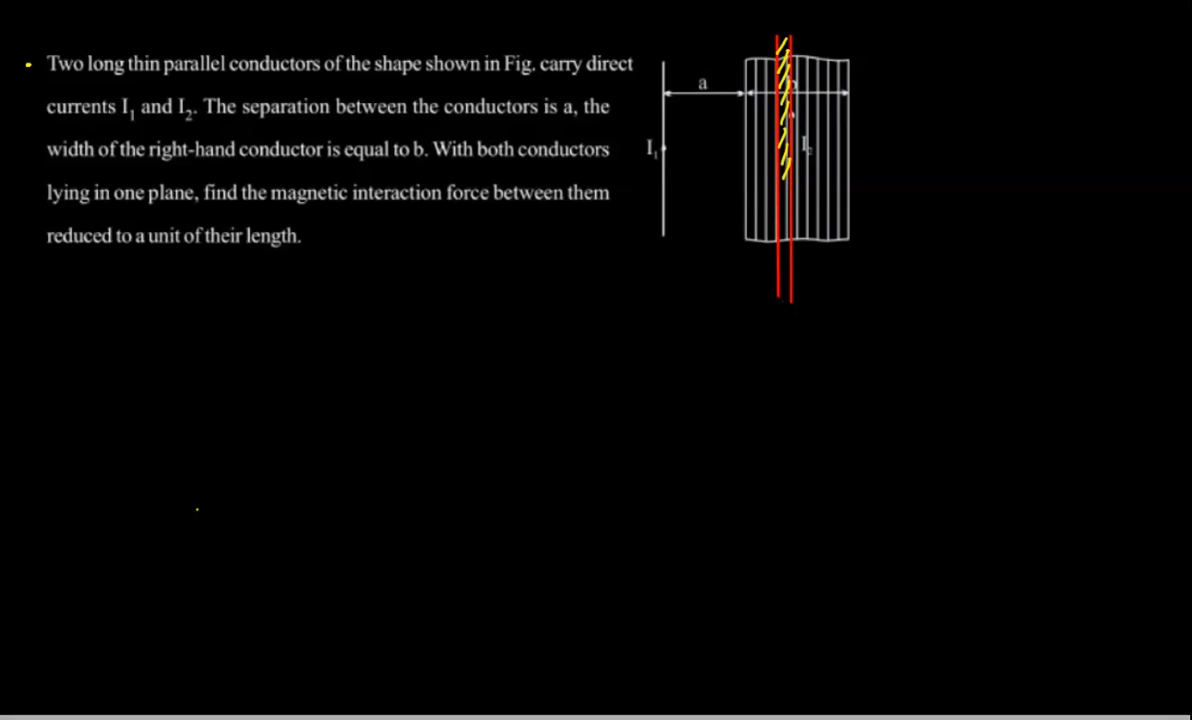 Two long thin parallel conductors of the shape shown in Fig. carry direct
currents I₁ and I₂. The separation between the conductors is a, the
width of the right-hand conductor is equal to b. With both conductors
lying in one plane, find the magnetic interaction force between them
reduced to a unit of their length.
a
I₁
I₂